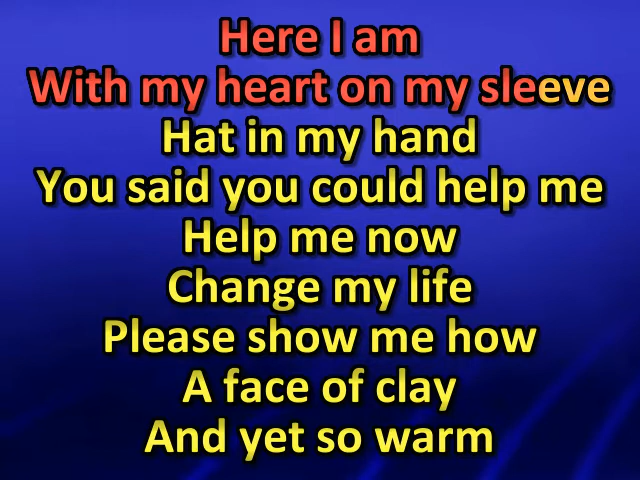 Here I am
With my heart on my sleeve
Hat in my hand
You said you could help me
Help me now
Change my life
Please show me how
A face of clay
And yet so warm